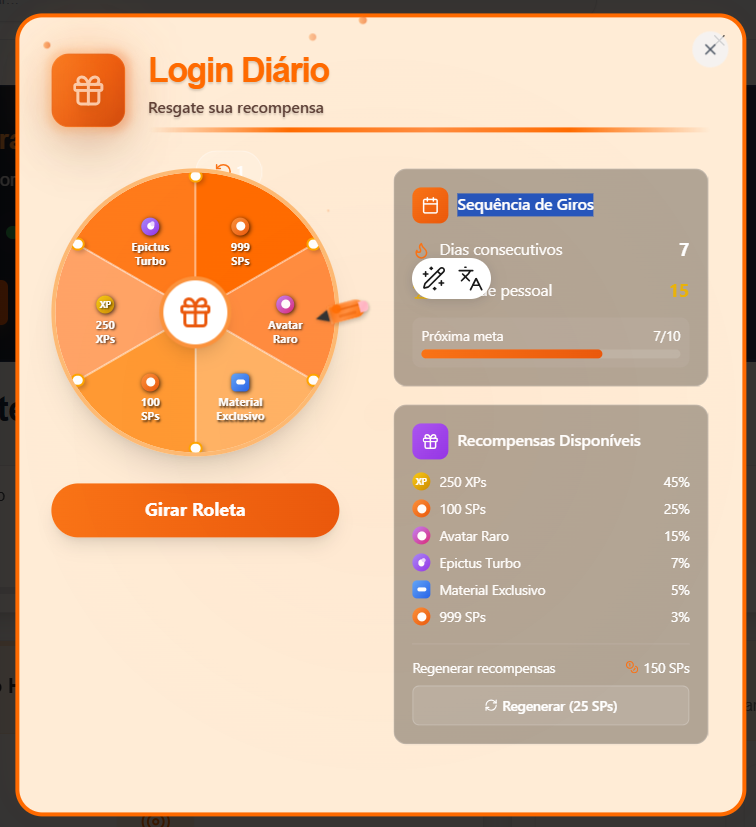 Login Diário
Resgate sua recompensa
1
Epictus
Turbo
999
SPs
XP
250
XPs
Avatar
Raro
100
SPs
Material
Exclusivo
Girar Roleta
Sequência de Giros
Dias consecutivos 7
de pessoal 15
Próxima meta 7/10
Recompensas Disponíveis
XP 250 XPs 45%
100 SPs 25%
Avatar Raro 15%
Epictus Turbo 7%
Material Exclusivo 5%
999 SPs 3%
Regenerar recompensas 150 SPs
Regenerar (25 SPs)